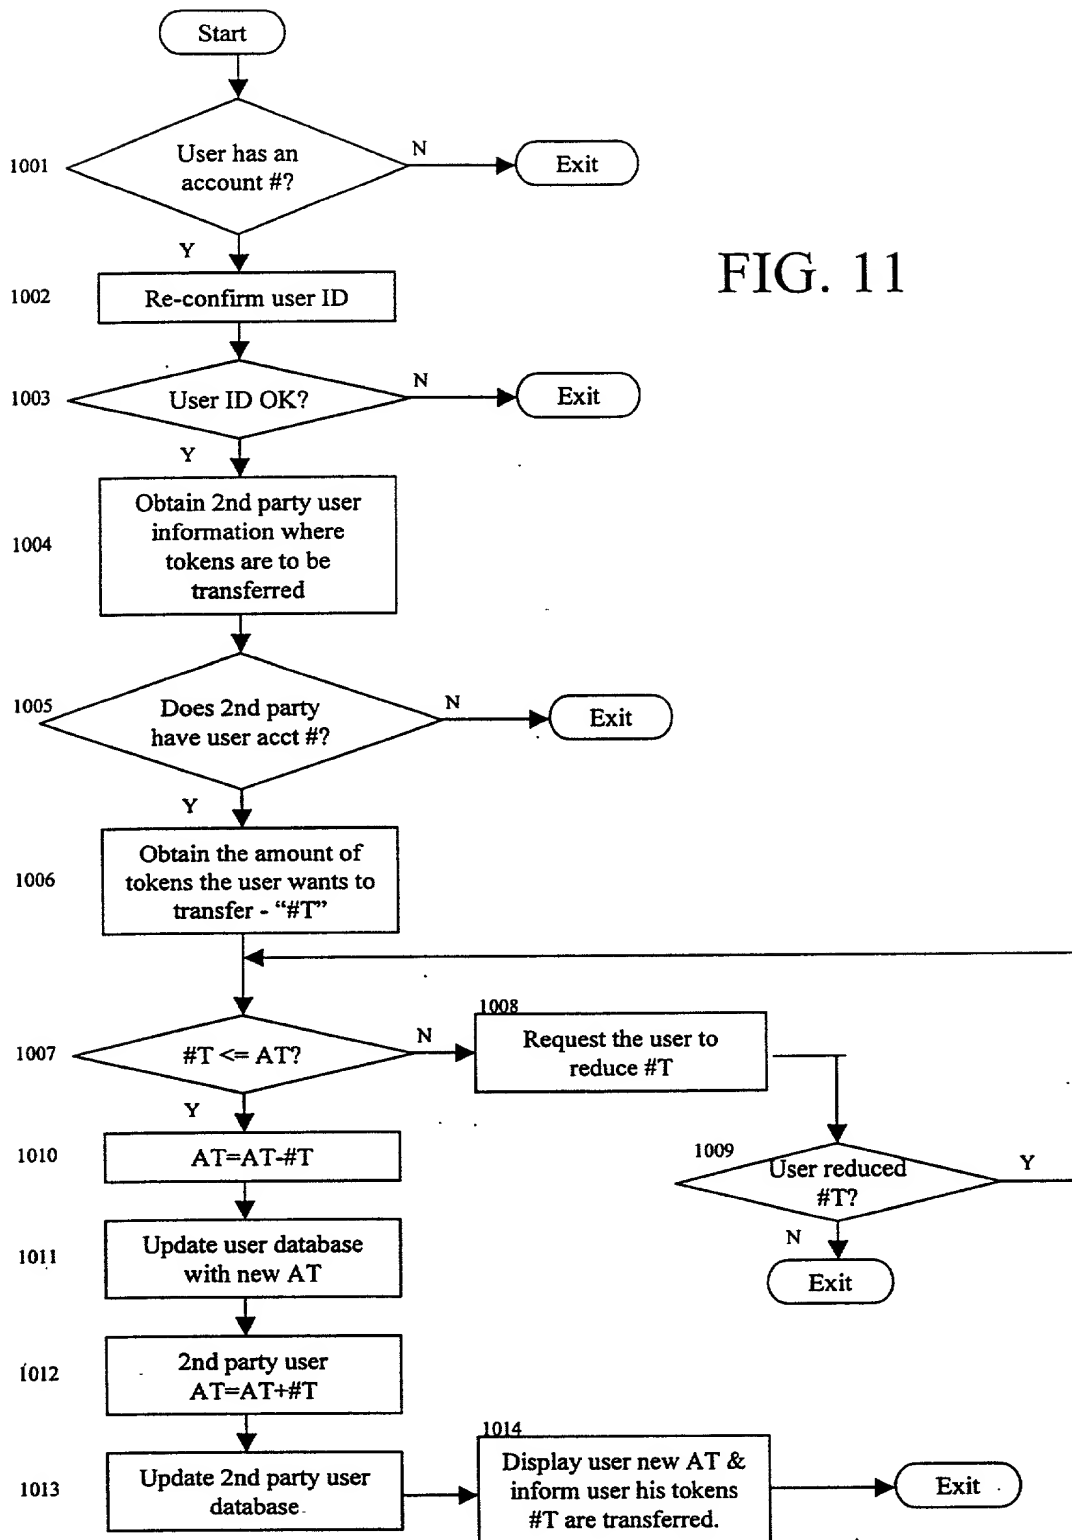 Start
1001
User has an
account #?
N
Exit
Y
FIG. 11
1002
Re-confirm user ID
1003
User ID OK?
N
Exit
Y
1004
Obtain 2nd party user
information where
tokens are to be
transferred
1005
Does 2nd party
have user acct #?
N
Exit
Y
1006
Obtain the amount of
tokens the user wants to
transfer - “#T”
1007
#T <= AT?
N
1008
Request the user to
reduce #T
Y
1009
User reduced
#T?
Y
N
Exit
1010
AT=AT-#T
1011
Update user database
with new AT
1012
2nd party user
AT=AT+#T
1013
Update 2nd party user
database
1014
Display user new AT &
inform user his tokens
#T are transferred.
Exit